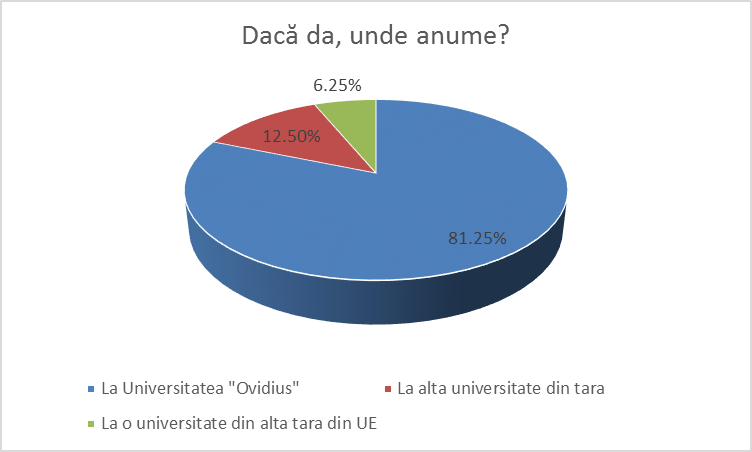 Dacă da, unde anume?
6.25%
12.50%
81.25%
La Universitatea "Ovidius"
La alta universitate din tara
La o universitate din alta tara din UE